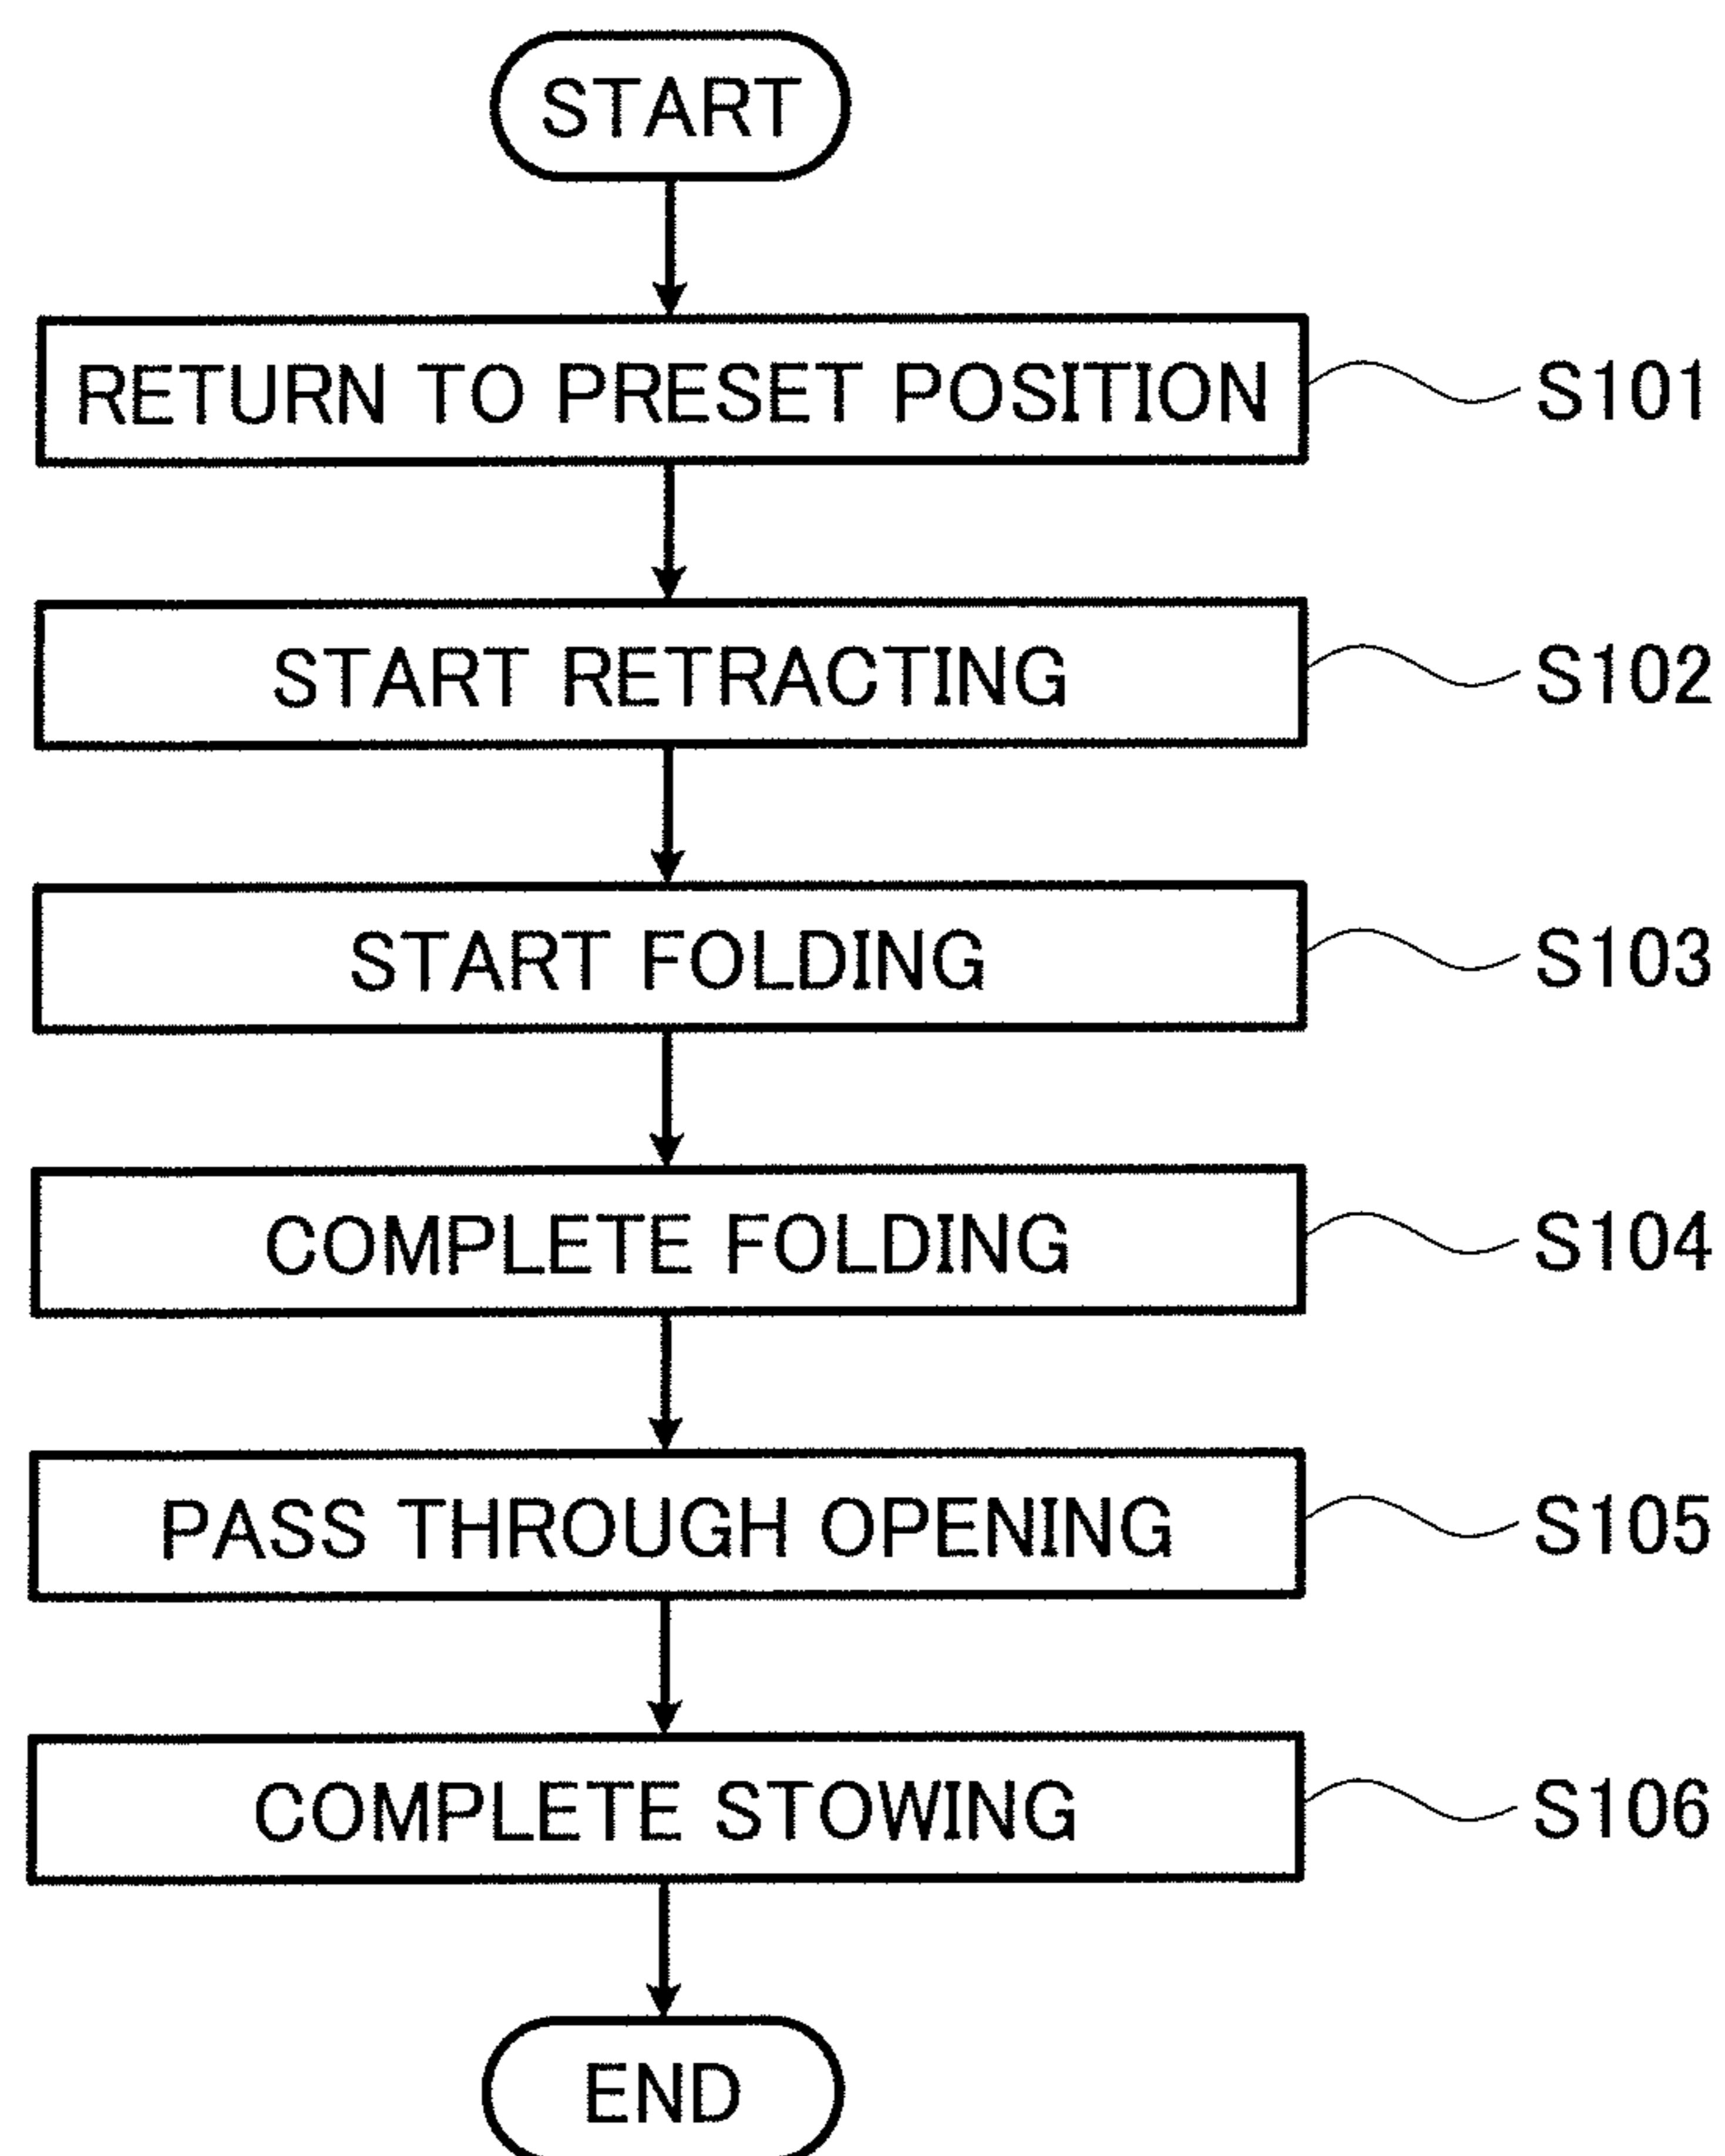 START
RETURN TO PRESET POSITION S101
START RETRACTING S102
START FOLDING S103
COMPLETE FOLDING S104
PASS THROUGH OPENING S105
COMPLETE STOWING S106
END